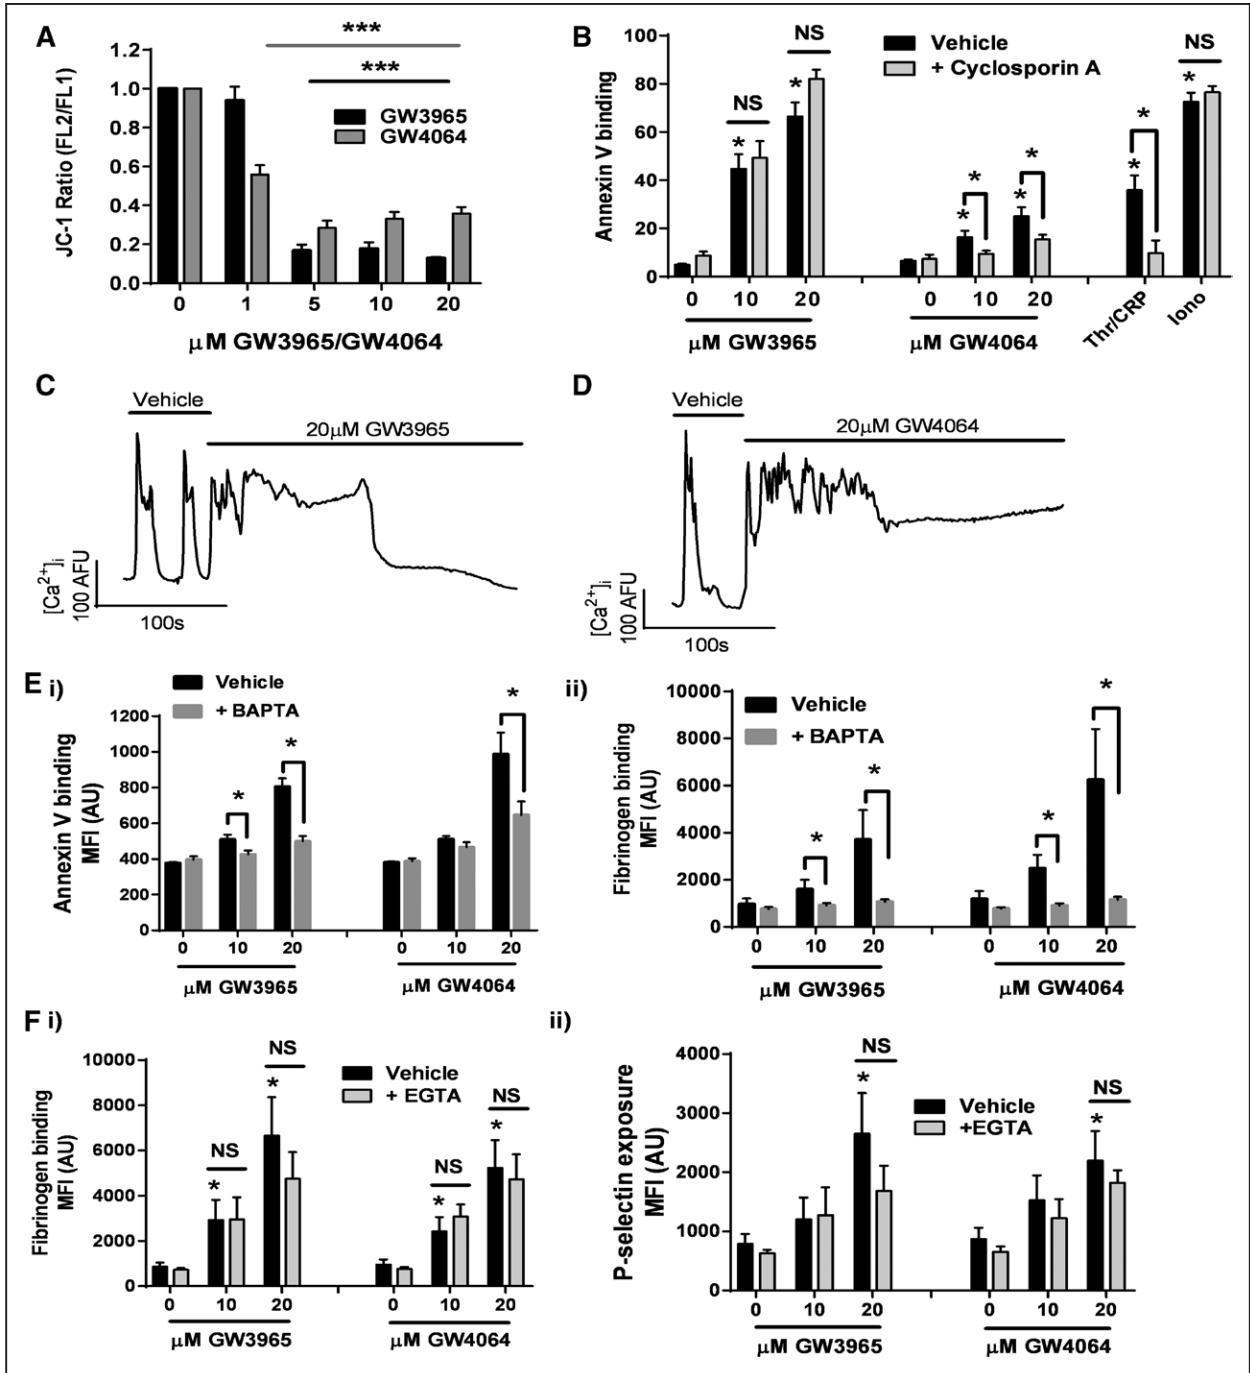 A
***
***
JC-1 Ratio (FL2/FL1)
1.2
1.0
0.8
0.6
0.4
0.2
0.0
GW3965
GW4064
0 1 5 10 20
μM GW3965/GW4064
B
Annexin V binding
100
80
60
40
20
0
Vehicle
+ Cyclosporin A
NS
NS
NS
* * * * * * * *
0 10 20
0 10 20
Thr/CRP
Iono
μM GW3965
μM GW4064
C
Vehicle
20μM GW3965
[Ca2+]i
100 AFU
100s
D
Vehicle
20μM GW4064
[Ca2+]i
100 AFU
100s
E i)
Annexin V binding
MFI (AU)
1200
1000
800
600
400
200
0
Vehicle
+ BAPTA
* * *
0 10 20
0 10 20
μM GW3965
μM GW4064
ii)
Fibrinogen binding
MFI (AU)
10000
8000
6000
4000
2000
0
Vehicle
+ BAPTA
* * * *
0 10 20
0 10 20
μM GW3965
μM GW4064
F i)
Fibrinogen binding
MFI (AU)
10000
8000
6000
4000
2000
0
Vehicle
+ EGTA
NS NS NS NS
* * * *
0 10 20
0 10 20
μM GW3965
μM GW4064
ii)
P-selectin exposure
MFI (AU)
4000
3000
2000
1000
0
Vehicle
+EGTA
NS NS
* *
0 10 20
0 10 20
μM GW3965
μM GW4064